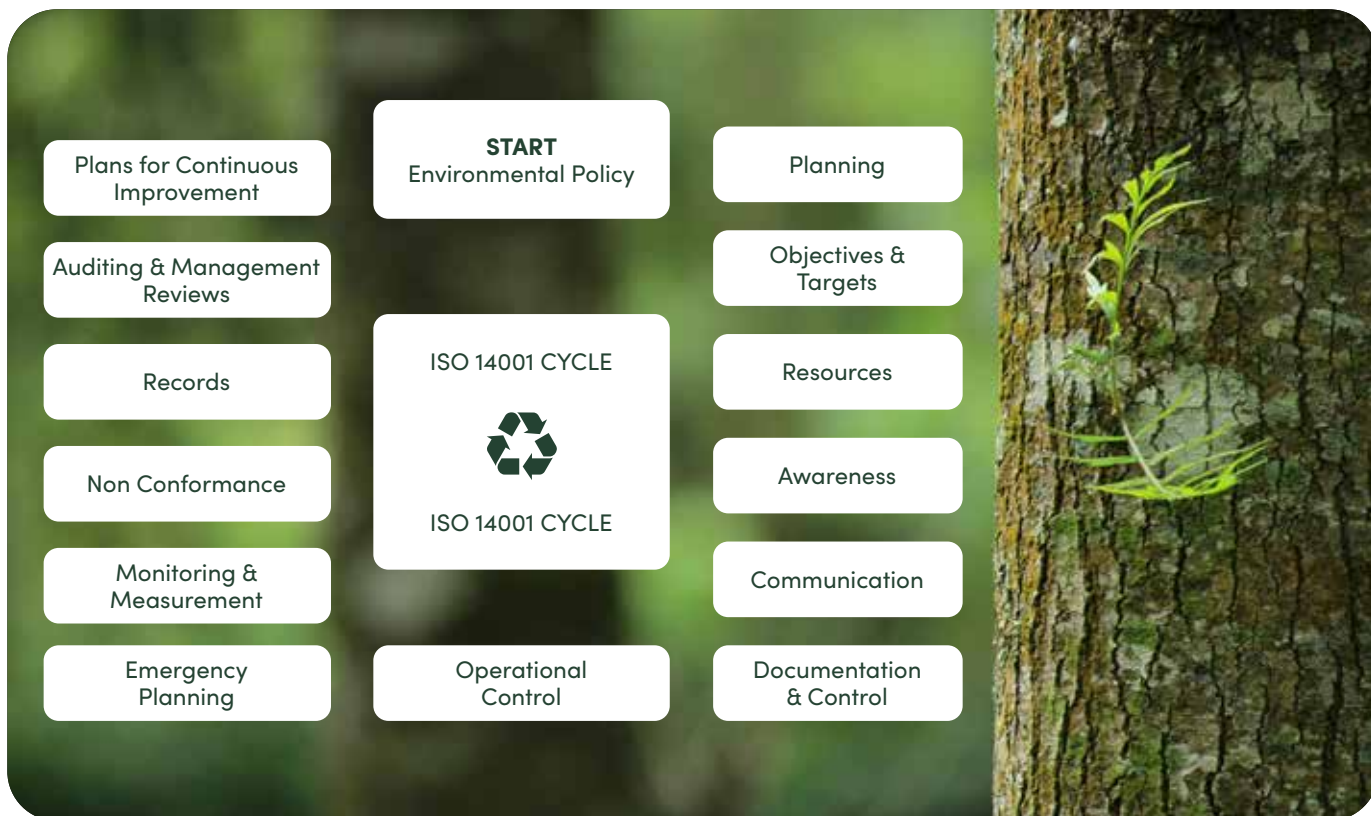 START
Environmental Policy
Planning
Objectives &
Targets
Resources
Awareness
Communication
Documentation
& Control
Operational
Control
Emergency
Planning
Monitoring &
Measurement
Non Conformance
Records
Auditing & Management
Reviews
Plans for Continuous
Improvement
ISO 14001 CYCLE
ISO 14001 CYCLE